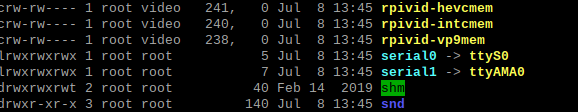 crw-rw---- 1 root video 241, 0 Jul 8 13:45 rpivid-hevcmem
crw-rw---- 1 root video 240, 0 Jul 8 13:45 rpivid-intcmem
crw-rw---- 1 root video 238, 0 Jul 8 13:45 rpivid-vp9mem
lrwxrwxrwx 1 root root 5 Jul 8 13:45 serial0 -> ttyS0
lrwxrwxrwx 1 root root 7 Jul 8 13:45 serial1 -> ttyAMA0
drwxrwxrwt 2 root root 40 Feb 14 2019 shm
drwxr-xr-x 3 root root 140 Jul 8 13:45 snd